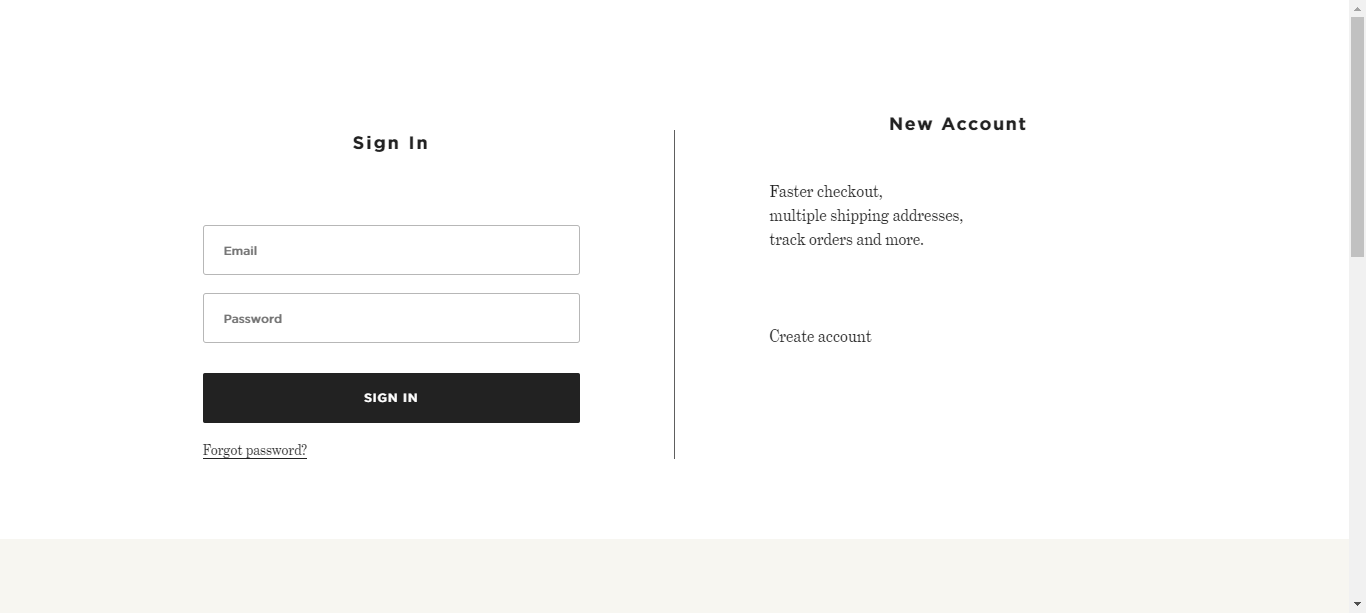 Sign In
Email
Password
SIGN IN
Forgot password?
New Account
Faster checkout,
multiple shipping addresses,
track orders and more.
Create account